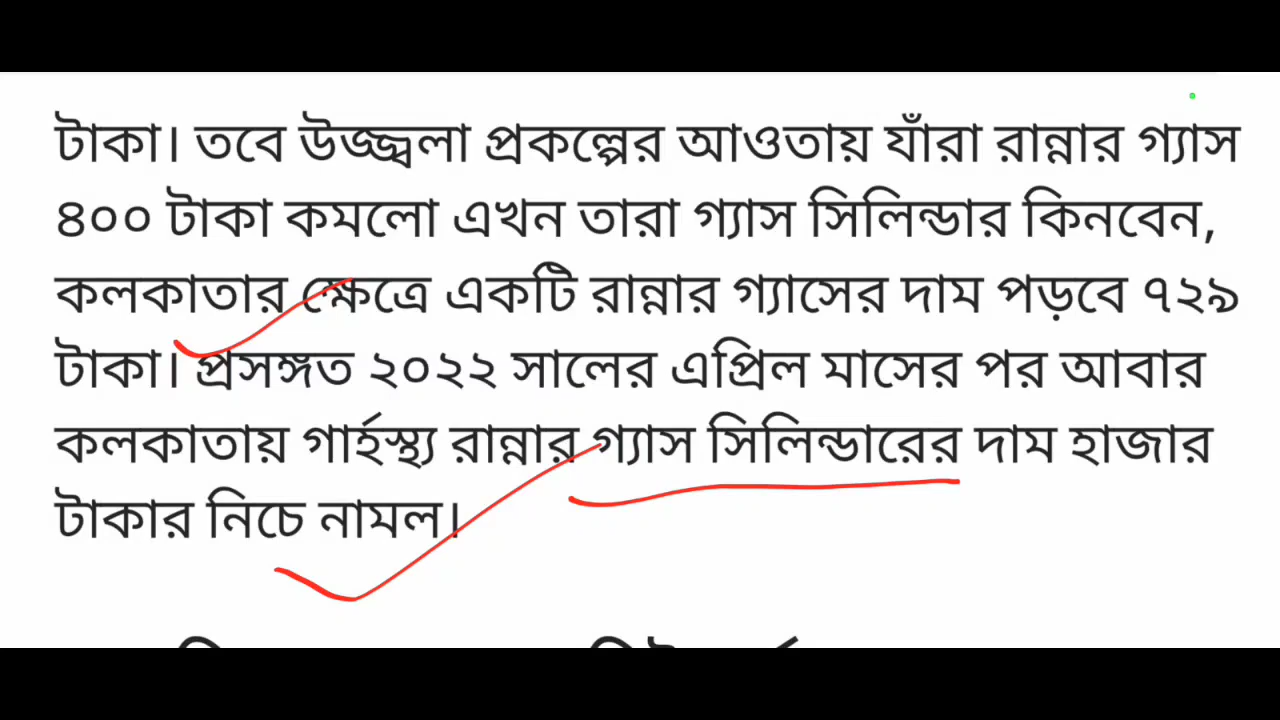 টাকা। তবে উজ্জ্বলা প্রকল্পের আওতায় যাঁরা রান্নার গ্যাস
৪০০ টাকা কমলো এখন তারা গ্যাস সিলিন্ডার কিনবেন,
কলকাতার ক্ষেত্রে একটি রান্নার গ্যাসের দাম পড়বে ৭২৯
টাকা। প্রসঙ্গত ২০২২ সালের এপ্রিল মাসের পর আবার
কলকাতায় গার্হস্থ্য রান্নার গ্যাস সিলিন্ডারের দাম হাজার
টাকার নিচে নামল।